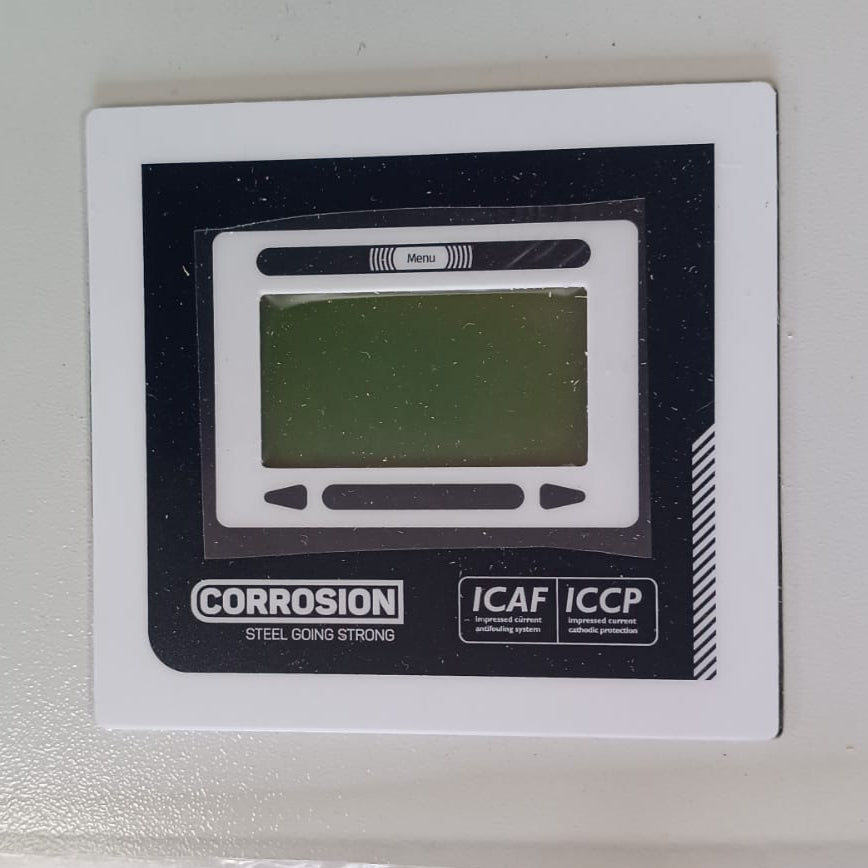 Menu
CORROSION
STEEL GOING STRONG
ICAF
impressed current
antifouling system
ICCP
impressed current
cathodic protection